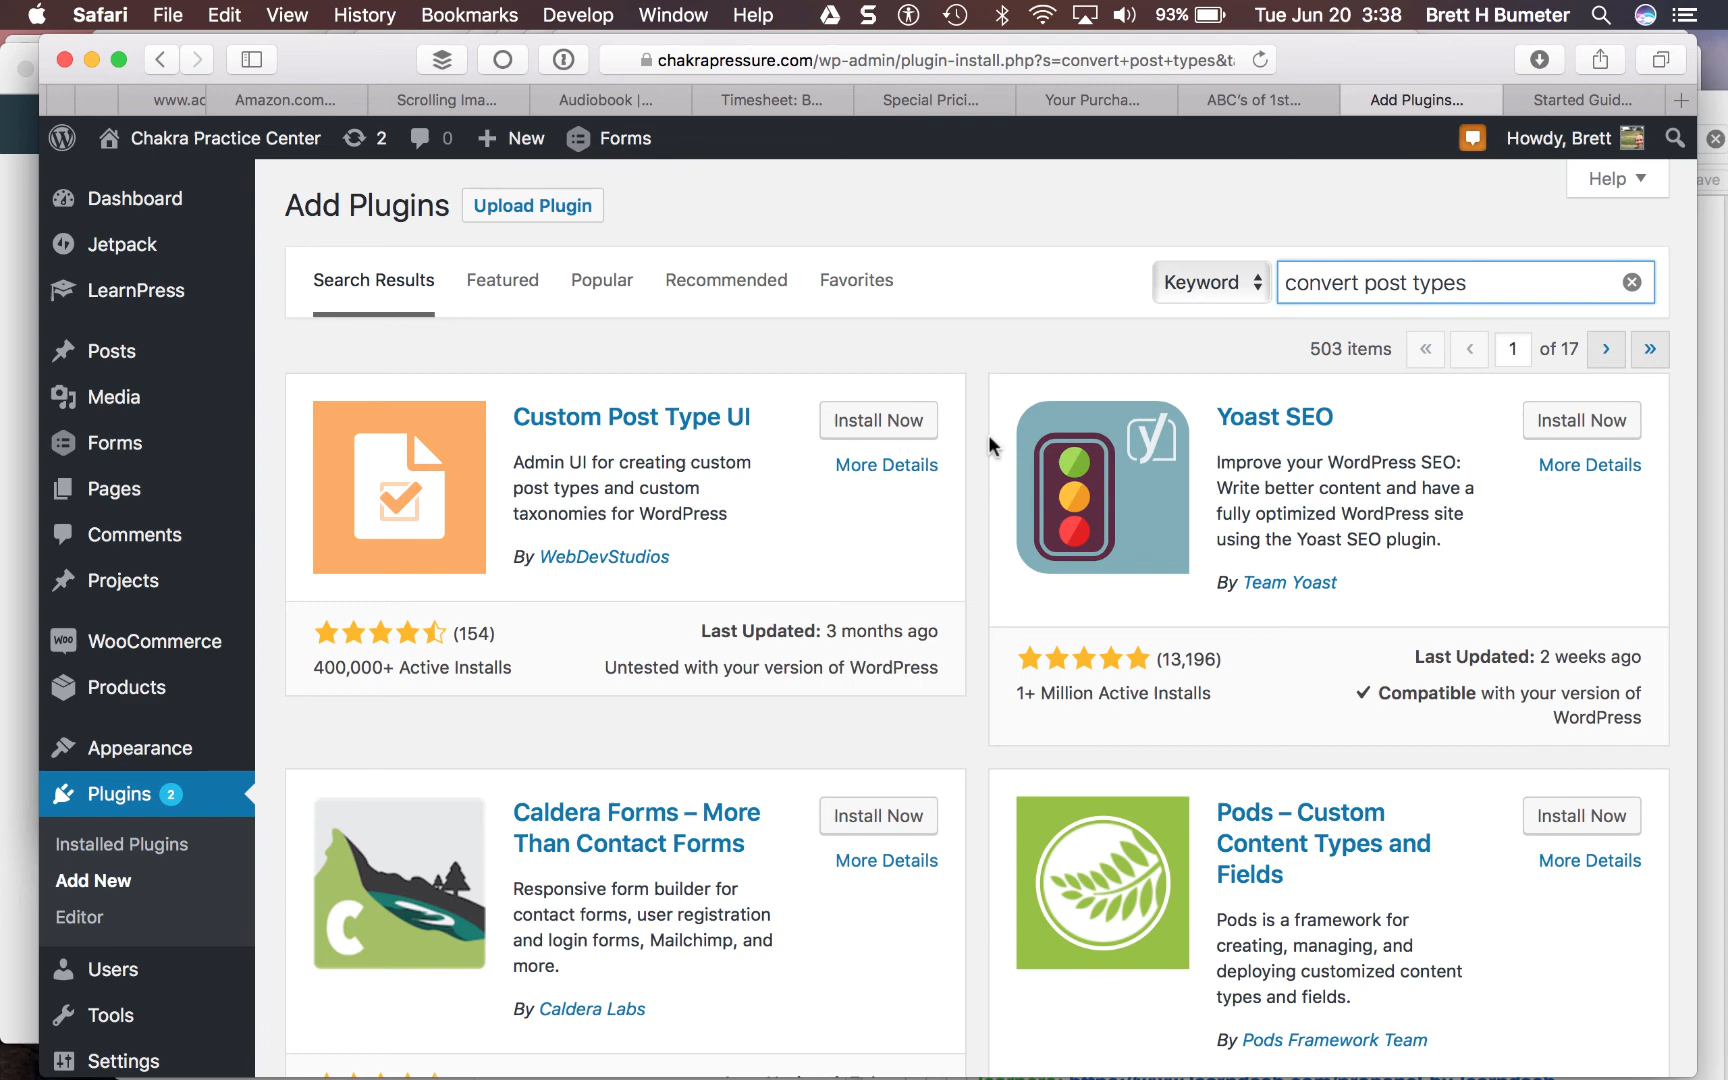 Safari File Edit View History Bookmarks Develop Window Help 93% Tue Jun 20 3:38 Brett H Bumeter
chakrapressure.com/wp-admin/plugin-install.php?s=convert+post+types&t
www.ac Amazon.com... Scrolling Ima... Audiobook |... Timesheet: B... Special Prici... Your Purcha... ABC's of 1st... Add Plugins... Started Guid...
Chakra Practice Center 2 0 New Forms Howdy, Brett
ave
Dashboard
Jetpack
LearnPress
Posts
Media
Forms
Pages
Comments
Projects
Woo WooCommerce
Products
Appearance
Plugins 2
Installed Plugins
Add New
Editor
Users
Tools
Settings
Help
Add Plugins Upload Plugin
Search Results Featured Popular Recommended Favorites Keyword convert post types
503 items « ‹ 1 of 17 › »
Custom Post Type UI
Install Now
More Details
Admin UI for creating custom
post types and custom
taxonomies for WordPress
By WebDevStudios
(154)
400,000+ Active Installs
Last Updated: 3 months ago
Untested with your version of WordPress
y
Yoast SEO
Install Now
More Details
Improve your WordPress SEO:
Write better content and have a
fully optimized WordPress site
using the Yoast SEO plugin.
By Team Yoast
(13,196)
1+ Million Active Installs
Last Updated: 2 weeks ago
✓ Compatible with your version of
WordPress
C
Caldera Forms – More
Than Contact Forms
Install Now
More Details
Responsive form builder for
contact forms, user registration
and login forms, Mailchimp, and
more.
By Caldera Labs
Pods – Custom
Content Types and
Fields
Install Now
More Details
Pods is a framework for
creating, managing, and
deploying customized content
types and fields.
By Pods Framework Team